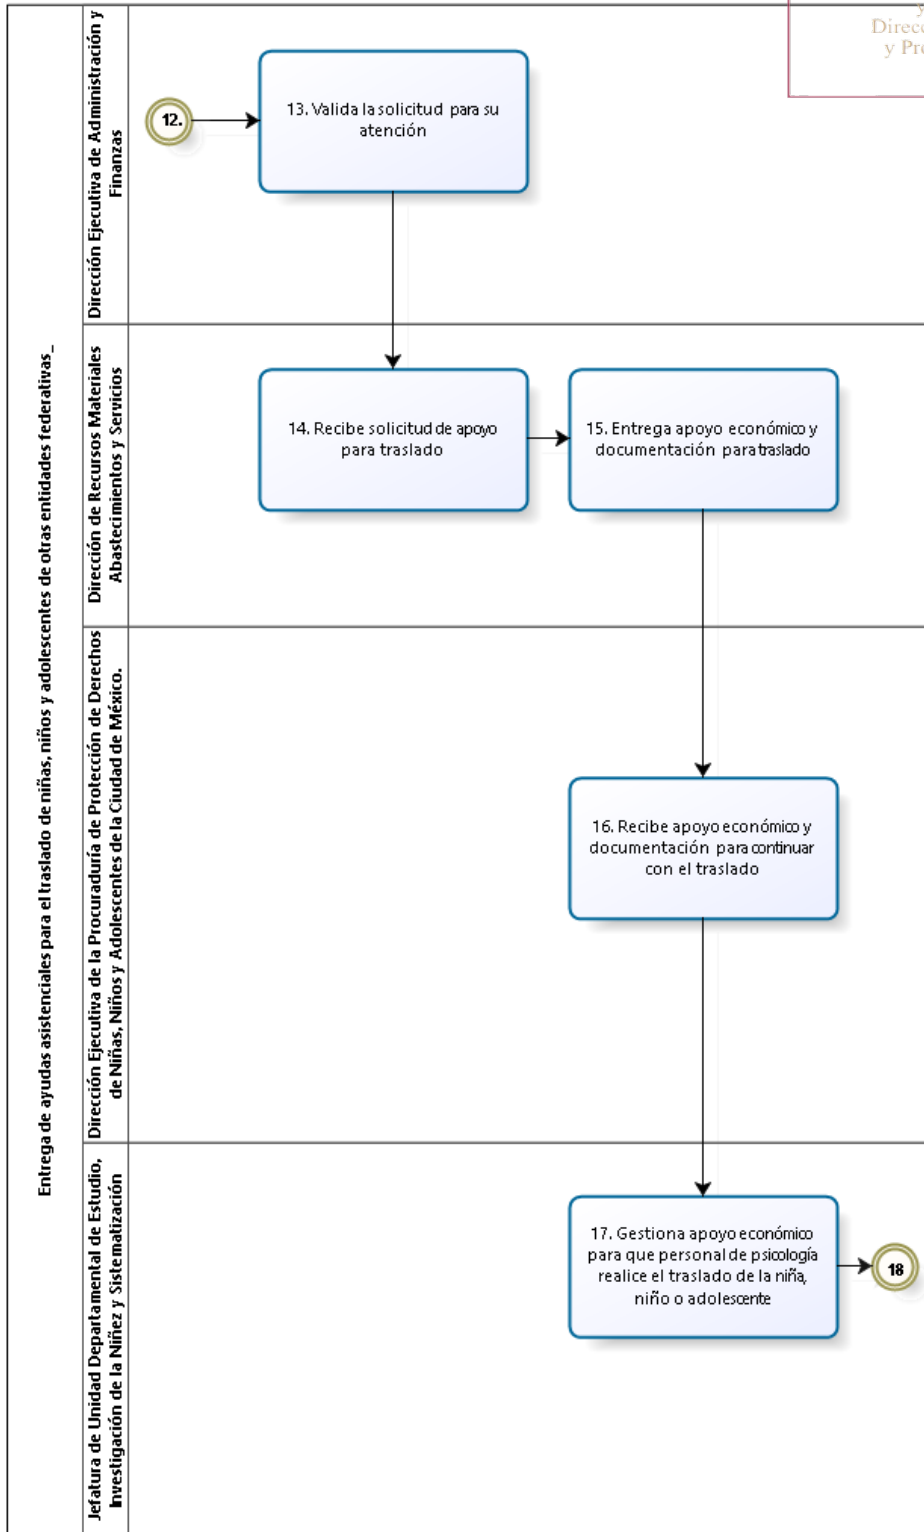 y
Direc
y Pre
Entrega de ayudas asistenciales para el traslado de niñas, niños y adolescentes de otras entidades federativas_
Dirección Ejecutiva de Administración y
Finanzas
12.
13. Valida la solicitud para su
atención
Dirección de Recursos Materiales
Abastecimientos y Servicios
14. Recibe solicitud de apoyo
para traslado
15. Entrega apoyo económico y
documentación para traslado
Dirección Ejecutiva de la Procuraduría de Protección de Derechos
de Niñas, Niños y Adolescentes de la Ciudad de México.
16. Recibe apoyo económico y
documentación para continuar
con el traslado
Jefatura de Unidad Departamental de Estudio,
Investigación de la Niñez y Sistematización
17. Gestiona apoyo económico
para que personal de psicología
realice el traslado de la niña,
niño o adolescente
18